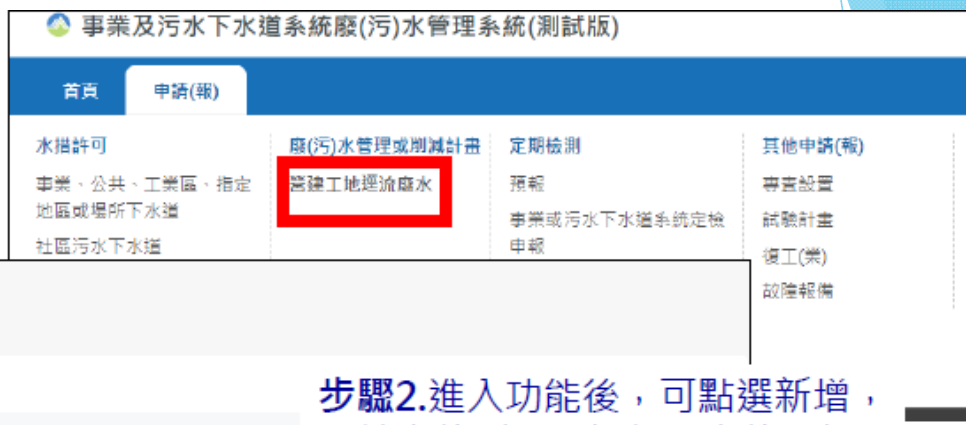 事業及污水下水道系統廢(污)水管理系統(測試版)
首頁 申請(報)
水措許可
事業、公共、工業區、指定
地區或場所下水道
社區污水下水道
廢(污)水管理或削減計畫
營建工地逕流廢水
定期檢測
預報
事業或污水下水道系統定檢
申報
其他申請(報)
專責設置
試驗計畫
復工(業)
故障報備
步驟2.進入功能後，可點選新增，